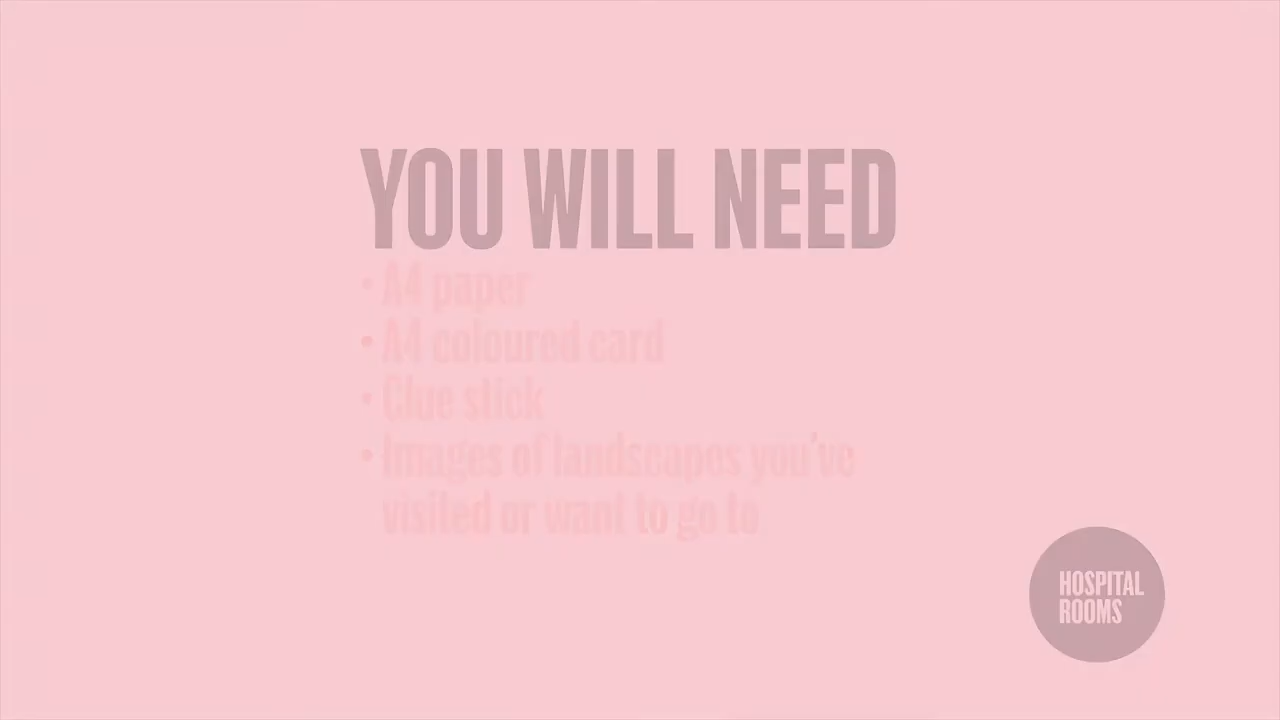 YOU WILL NEED
• A4 paper
• A4 coloured card
• Glue stick
• Images of landscapes you've
visited or want to go to
HOSPITAL
ROOMS